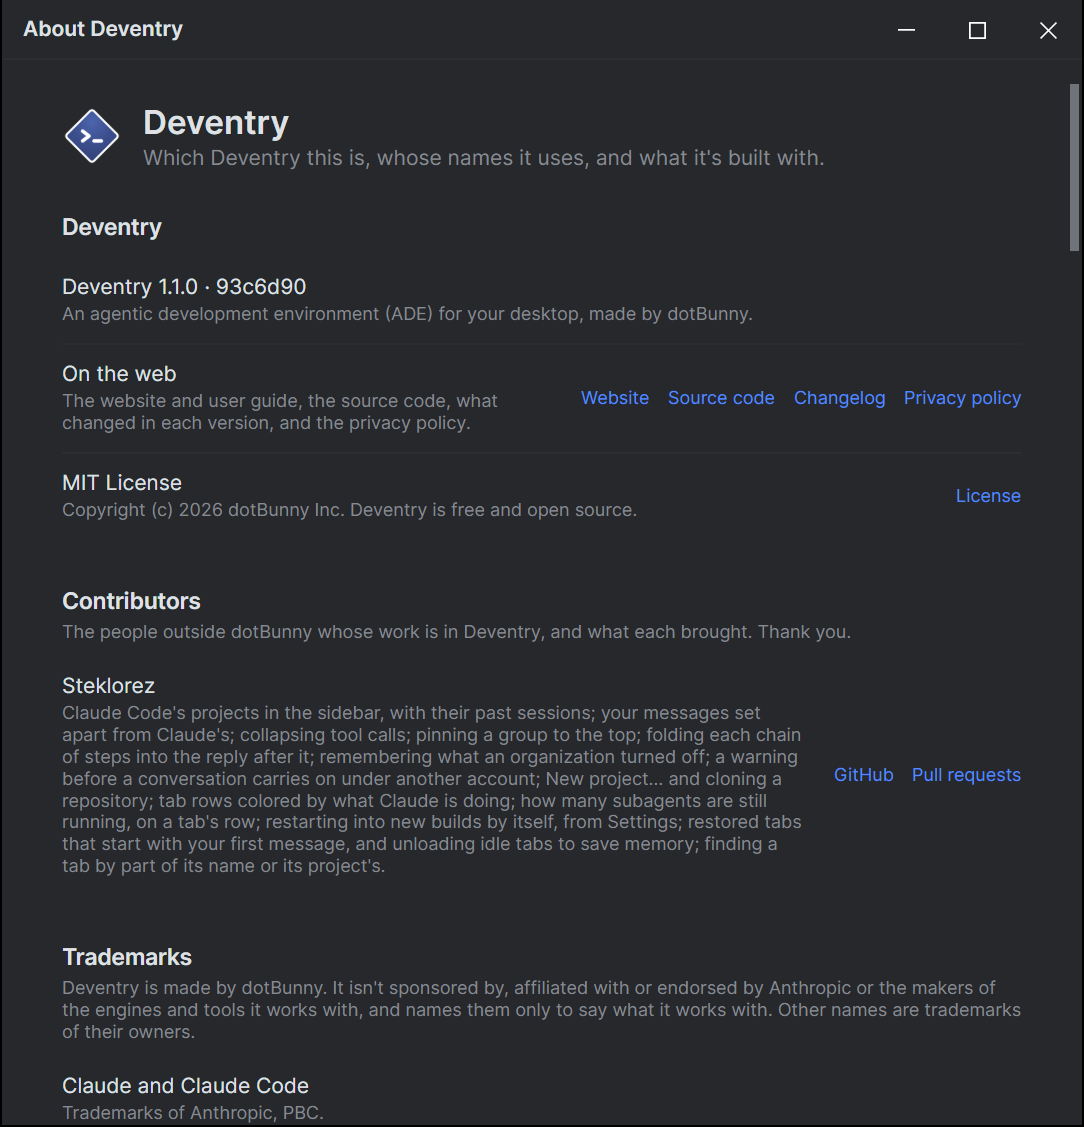 About Deventry
Deventry
Which Deventry this is, whose names it uses, and what it's built with.
Deventry
Deventry 1.1.0 · 93c6d90
An agentic development environment (ADE) for your desktop, made by dotBunny.
On the web
The website and user guide, the source code, what
changed in each version, and the privacy policy.
Website Source code Changelog Privacy policy
MIT License
Copyright (c) 2026 dotBunny Inc. Deventry is free and open source.
License
Contributors
The people outside dotBunny whose work is in Deventry, and what each brought. Thank you.
Steklorez
Claude Code's projects in the sidebar, with their past sessions; your messages set
apart from Claude's; collapsing tool calls; pinning a group to the top; folding each chain
of steps into the reply after it; remembering what an organization turned off; a warning
before a conversation carries on under another account; New project... and cloning a
repository; tab rows colored by what Claude is doing; how many subagents are still
running, on a tab's row; restarting into new builds by itself, from Settings; restored tabs
that start with your first message, and unloading idle tabs to save memory; finding a
tab by part of its name or its project's.
GitHub Pull requests
Trademarks
Deventry is made by dotBunny. It isn't sponsored by, affiliated with or endorsed by Anthropic or the makers of
the engines and tools it works with, and names them only to say what it works with. Other names are trademarks
of their owners.
Claude and Claude Code
Trademarks of Anthropic, PBC.